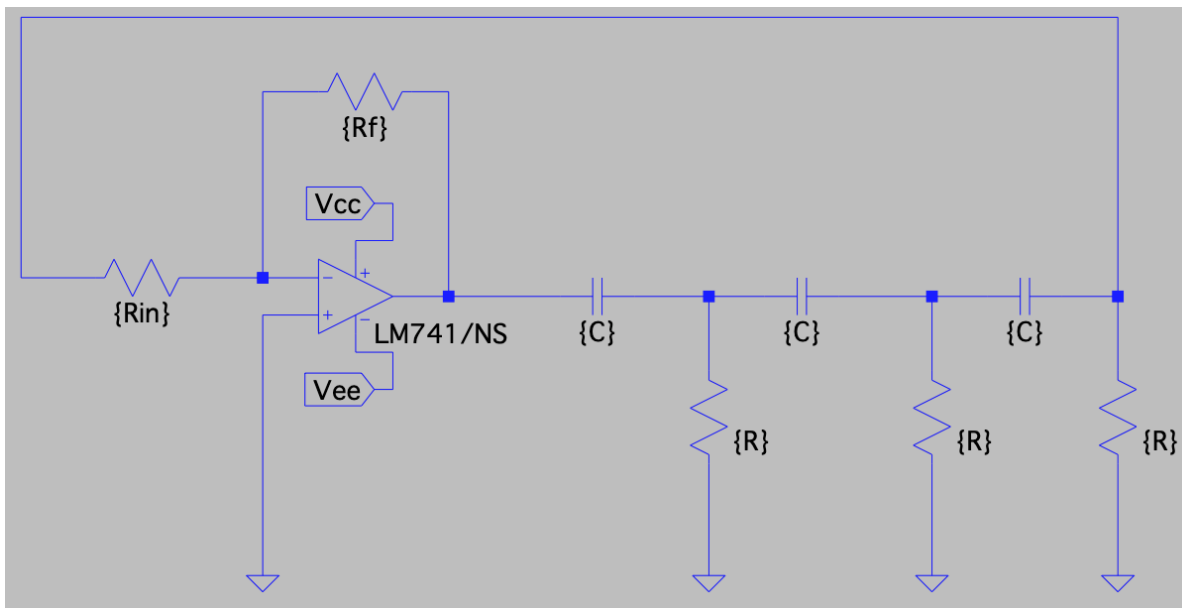 {Rf}
Vcc
{Rin}
−
+
+
−
LM741/NS
Vee
{C}
{C}
{C}
{R}
{R}
{R}